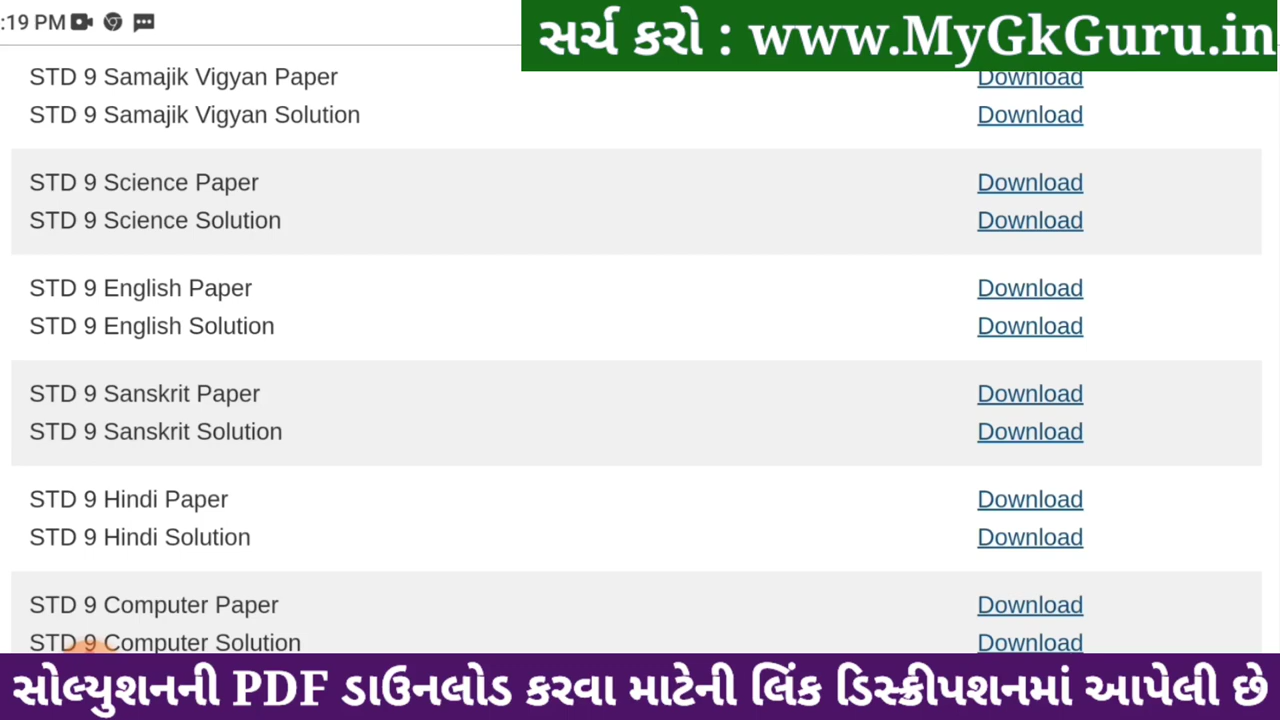 :19 PM
સર્ચ કરો : www.MyGkGuru.in
STD 9 Samajik Vigyan Paper Download
STD 9 Samajik Vigyan Solution Download
STD 9 Science Paper Download
STD 9 Science Solution Download
STD 9 English Paper Download
STD 9 English Solution Download
STD 9 Sanskrit Paper Download
STD 9 Sanskrit Solution Download
STD 9 Hindi Paper Download
STD 9 Hindi Solution Download
STD 9 Computer Paper Download
STD 9 Computer Solution Download
સોલ્યુશનની PDF ડાઉનલોડ કરવા માટેની લિંક ડિસ્ક્રીપશનમાં આપેલી છે